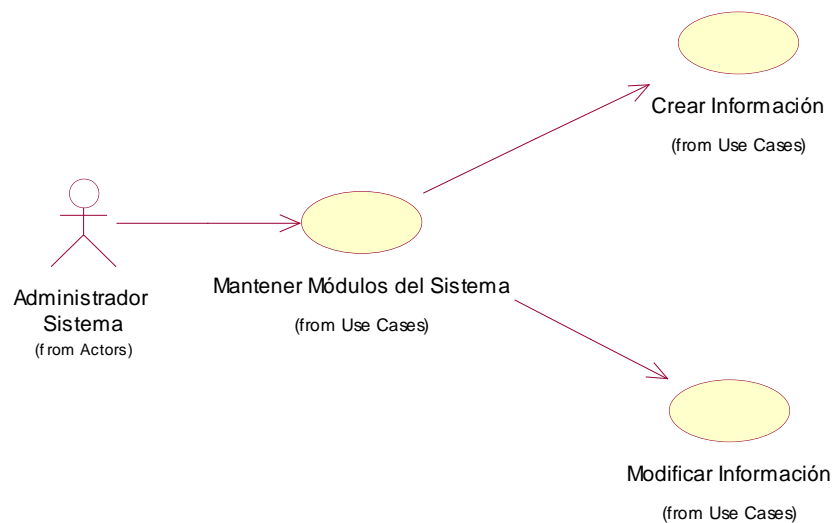 Crear Información
(from Use Cases)
Administrador
Sistema
(from Actors)
Mantener Módulos del Sistema
(from Use Cases)
Modificar Información
(from Use Cases)